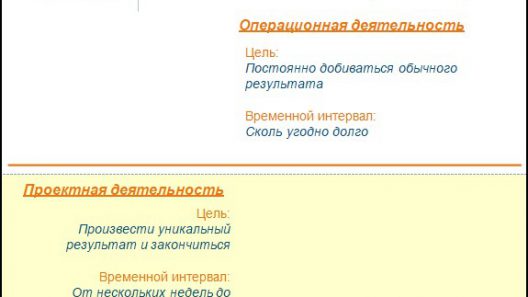 Операционная деятельность
Цель:
Постоянно добиваться обычного
результата
Временной интервал:
Сколь угодно долго
Проектная деятельность
Цель:
Произвести уникальный
результат и закончиться
Временной интервал:
От нескольких недель до